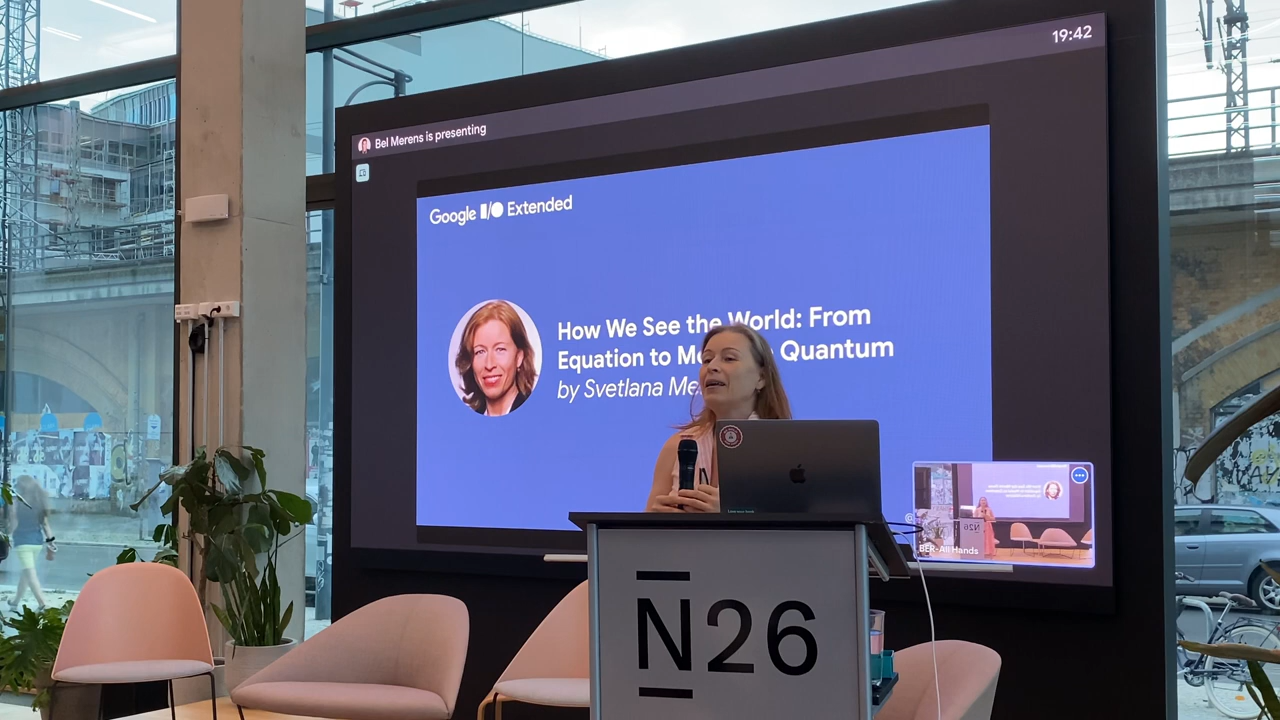 19:42
Bel Merens is presenting
Google I/O Extended
How We See the World: From
Equation to Quantum
by Svetlana
BER-All Hands
N26
N26